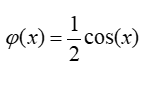 φ(x) = 1/2 cos(x)